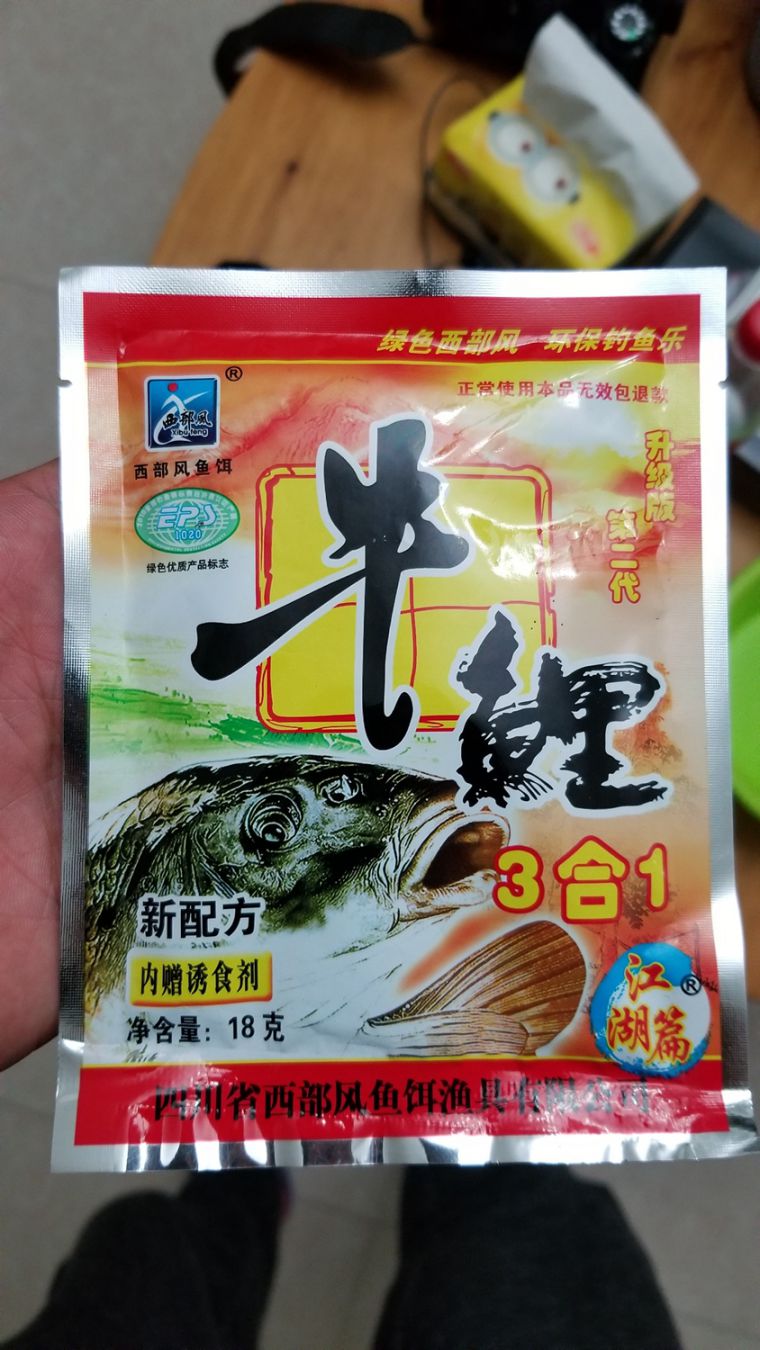 绿色西部风 环保钓鱼乐
正常使用本品无效包退款
西部风
Xibu feng
®
西部风鱼饵
EPS
1020
绿色优质产品标志
升级版
第二代
牛鲤
3合1
新配方
内赠诱食剂
净含量：18克
江湖篇
®
四川省西部风鱼饵渔具有限公司